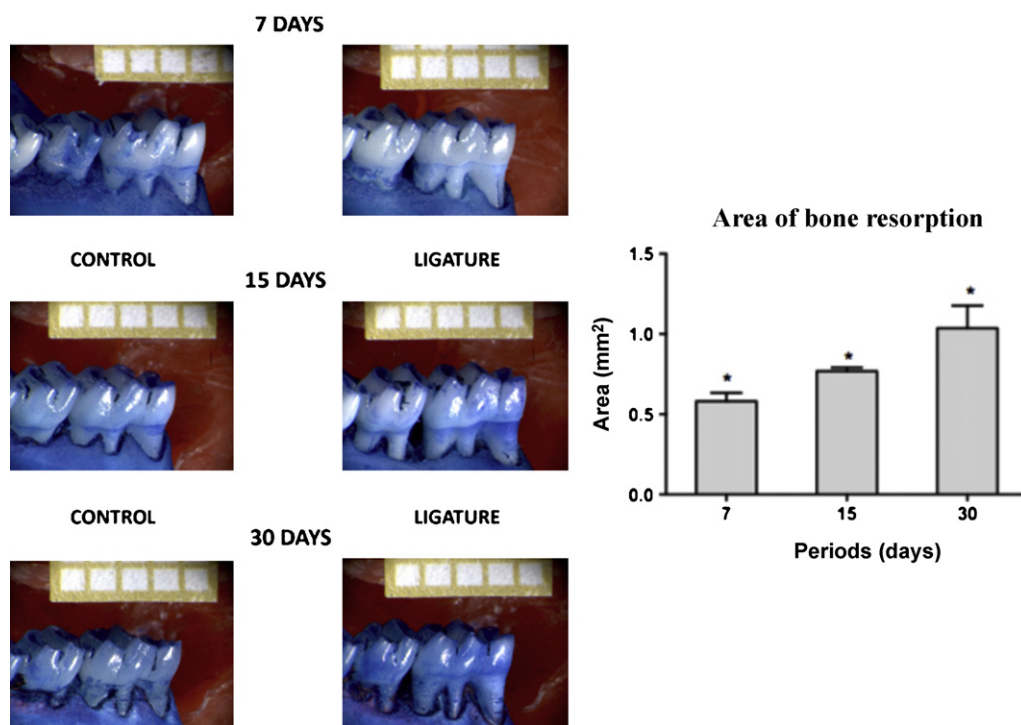 7 DAYS
CONTROL
LIGATURE
15 DAYS
CONTROL
LIGATURE
30 DAYS
Area of bone resorption
1.5
1.0
0.5
0.0
Area (mm²)
*
*
*
7
15
30
Periods (days)